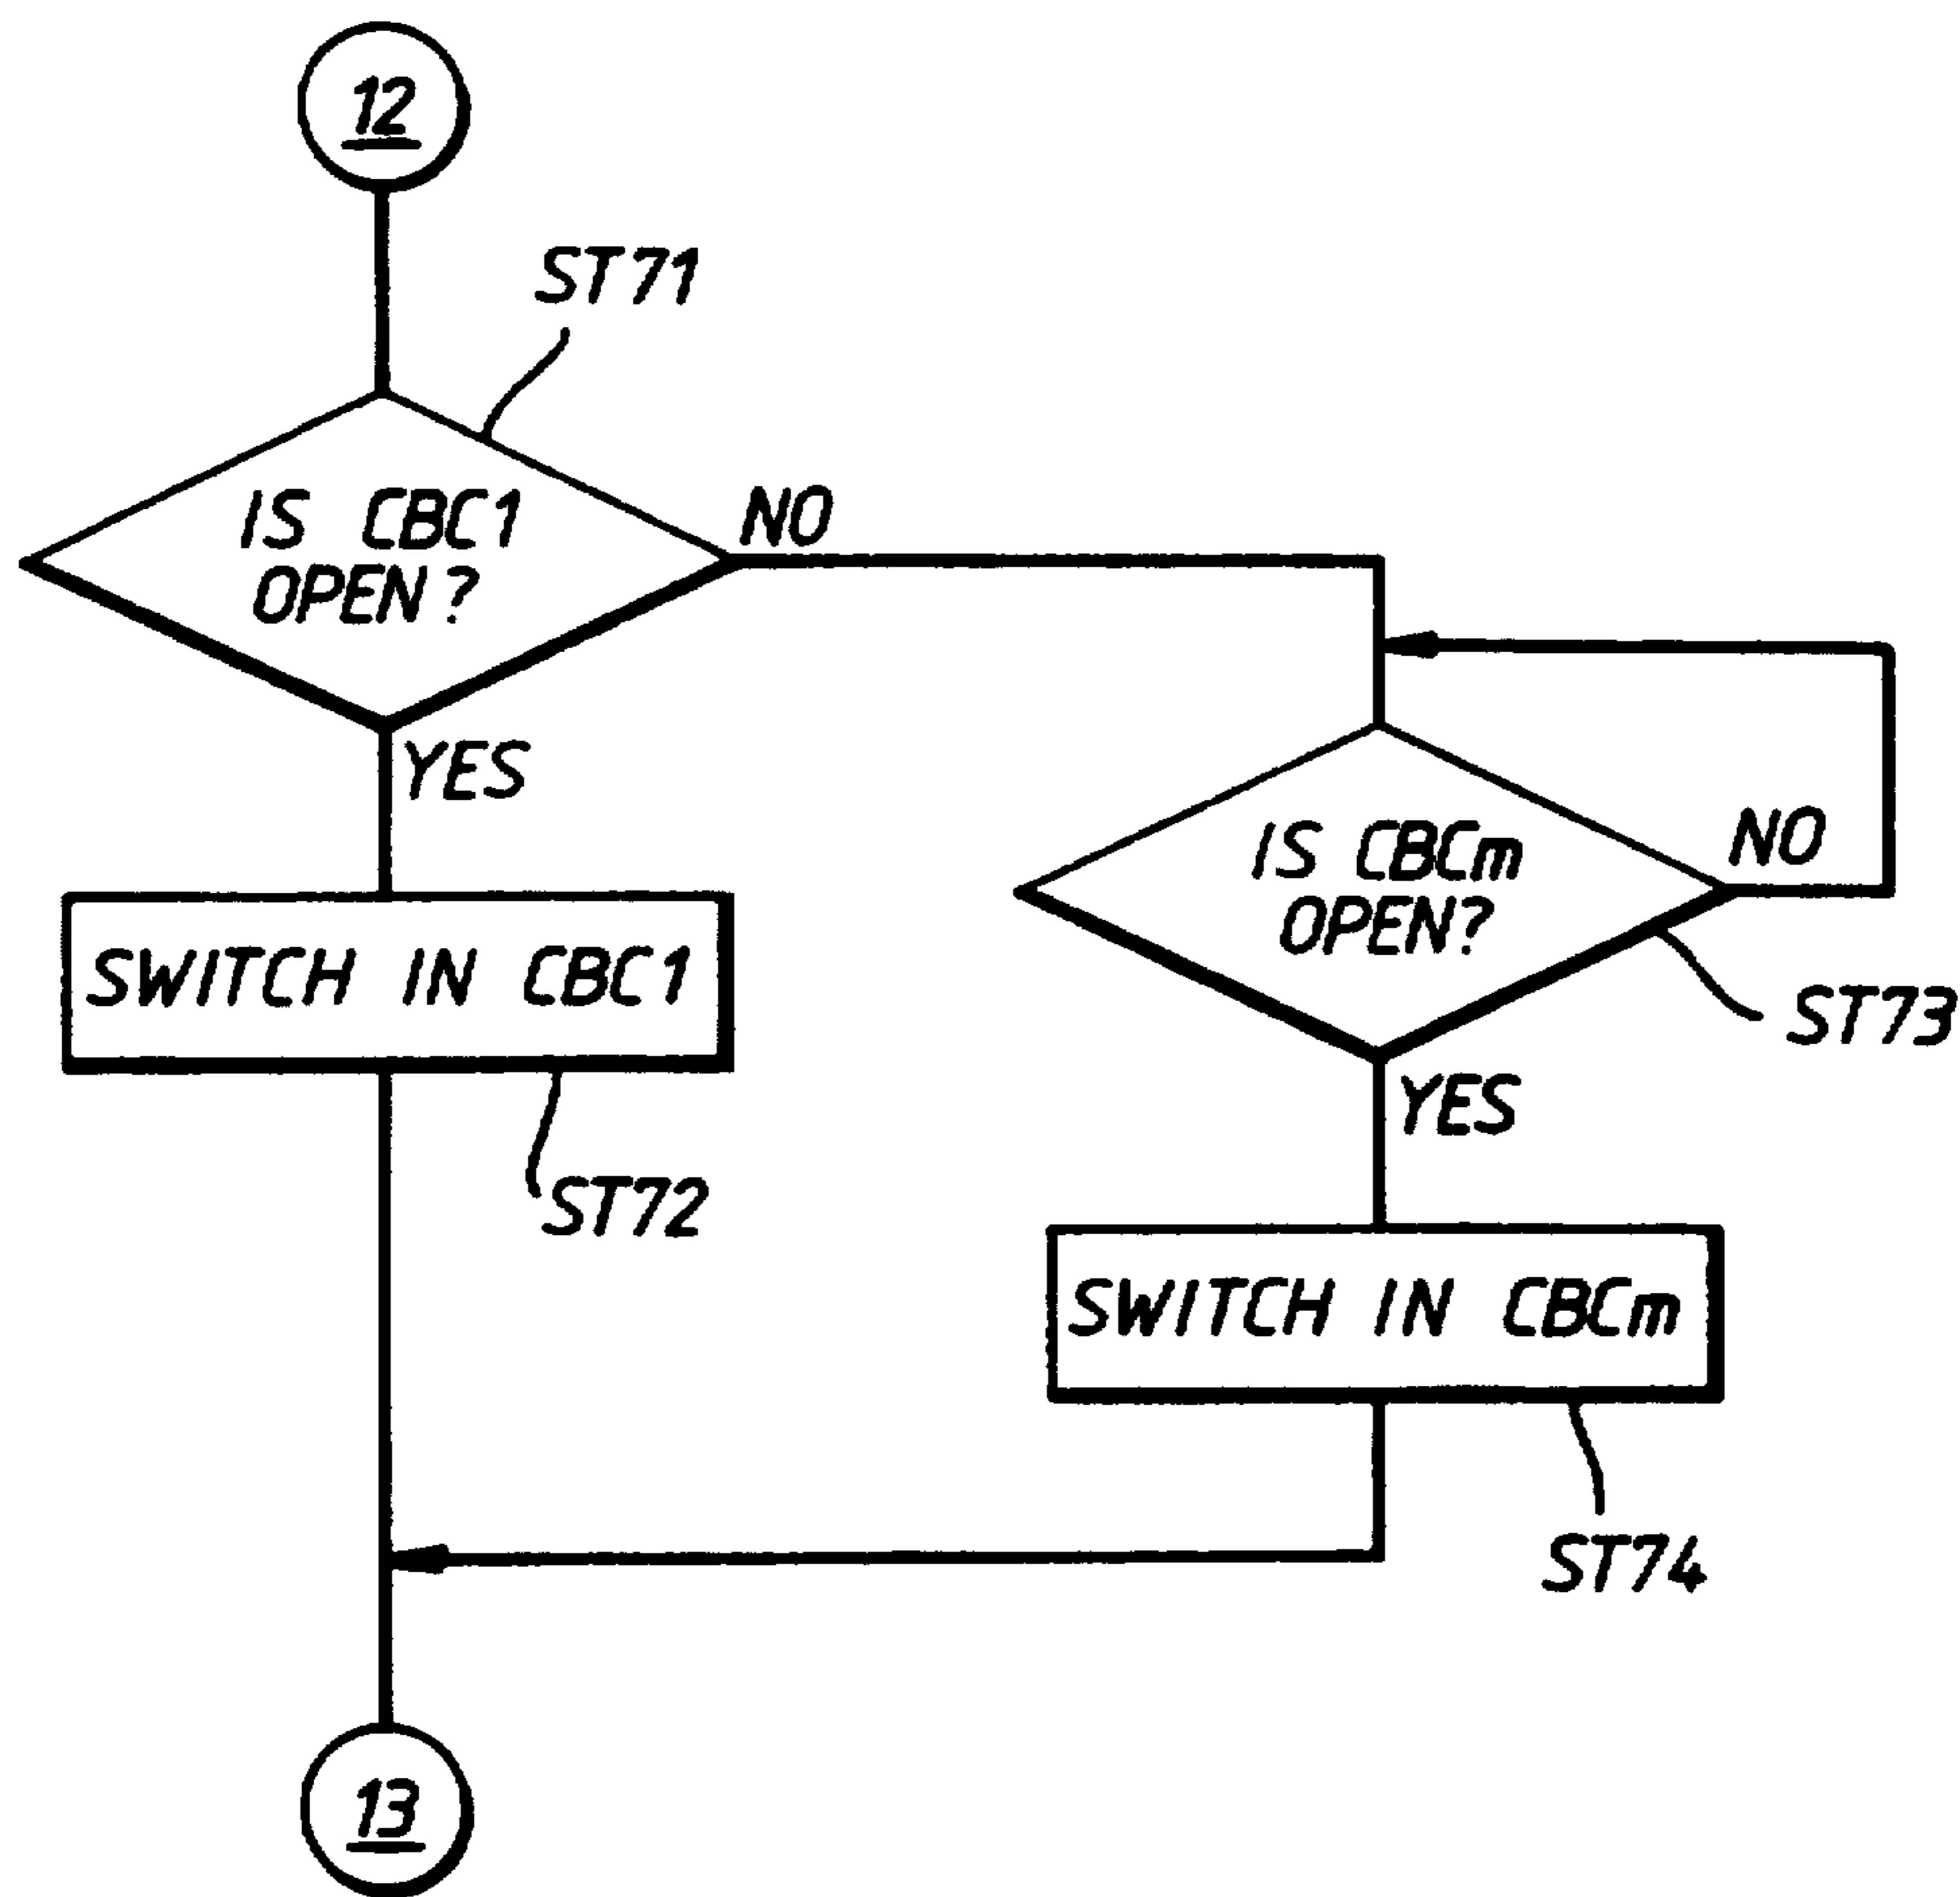 12
ST71
IS CBC1
OPEN?
NO
YES
SWITCH IN CBC1
ST72
IS CBCm
OPEN?
NO
ST73
YES
SWITCH IN CBCm
ST74
13